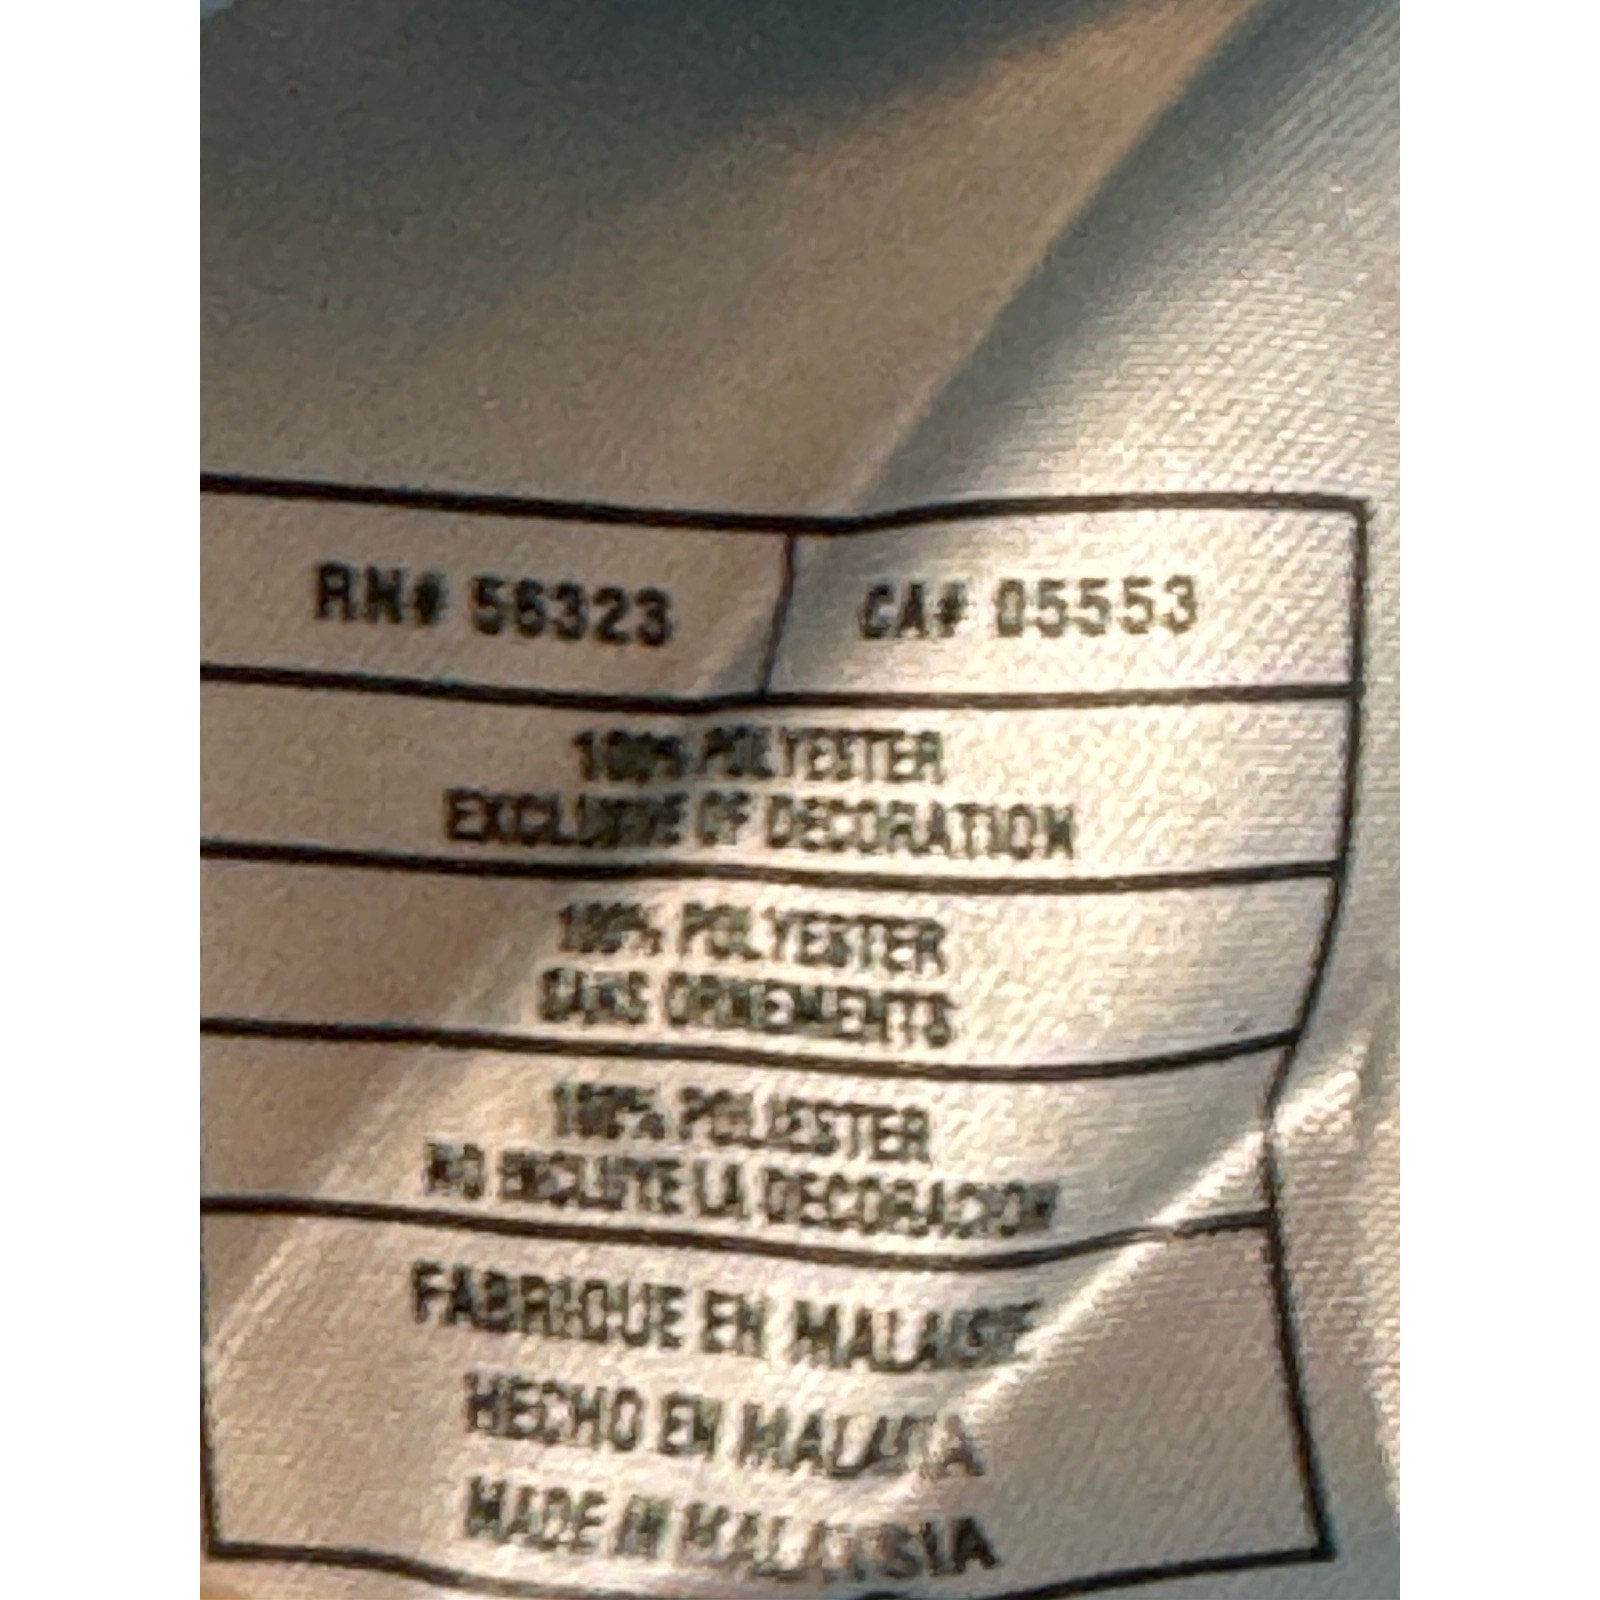 RN# 56323 CA# 05553
100% POLYESTER
EXCLUSIVE OF DECORATION
100% POLYESTER
SANS ORNEMENTS
100% POLIESTER
NO INCLUYE LA DECORACION
FABRIQUE EN MALAISIE
HECHO EN MALASIA
MADE IN MALAYSIA